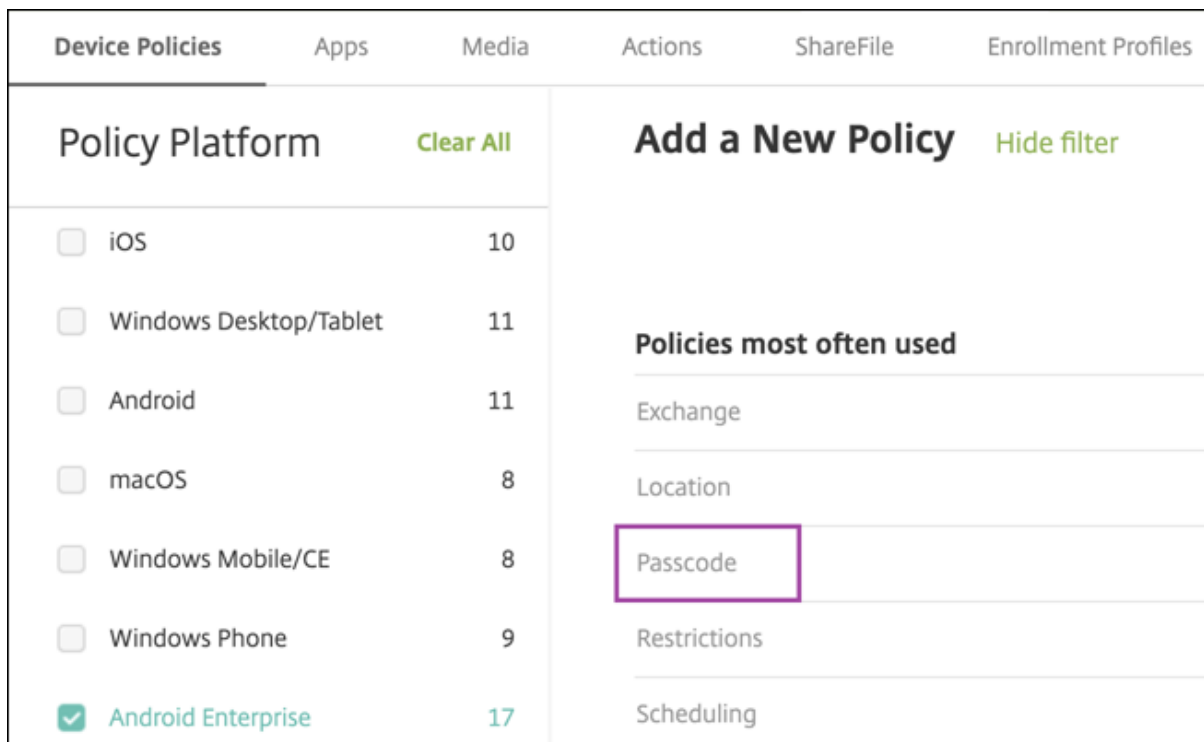 Device Policies Apps Media Actions ShareFile Enrollment Profiles
Policy Platform Clear All
iOS 10
Windows Desktop/Tablet 11
Android 11
macOS 8
Windows Mobile/CE 8
Windows Phone 9
Android Enterprise 17
Add a New Policy Hide filter
Policies most often used
Exchange
Location
Passcode
Restrictions
Scheduling